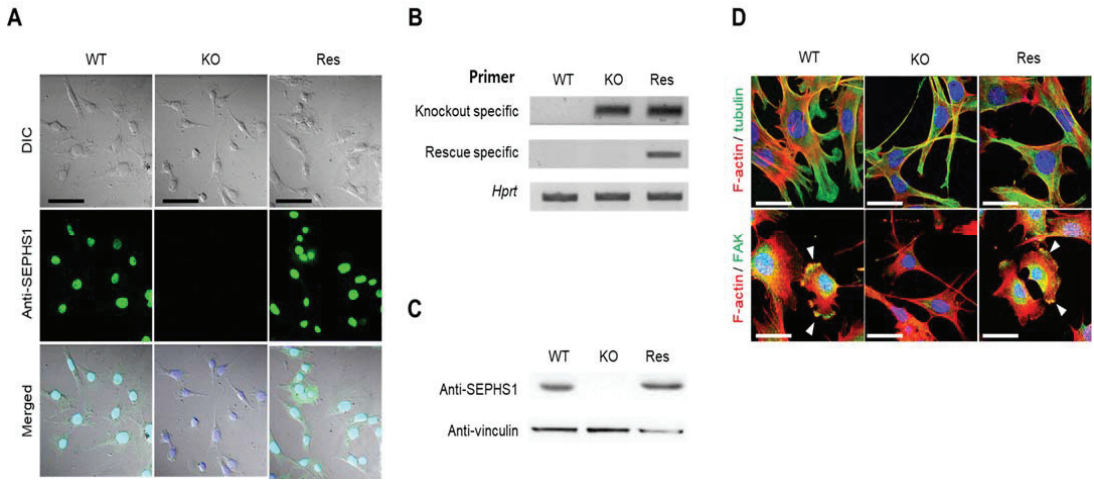 A
WT KO Res
DIC
Anti-SEPHS1
Merged
B
Primer WT KO Res
Knockout specific
Rescue specific
Hprt
C
WT KO Res
Anti-SEPHS1
Anti-vinculin
D
WT KO Res
F-actin / tubulin
F-actin / FAK